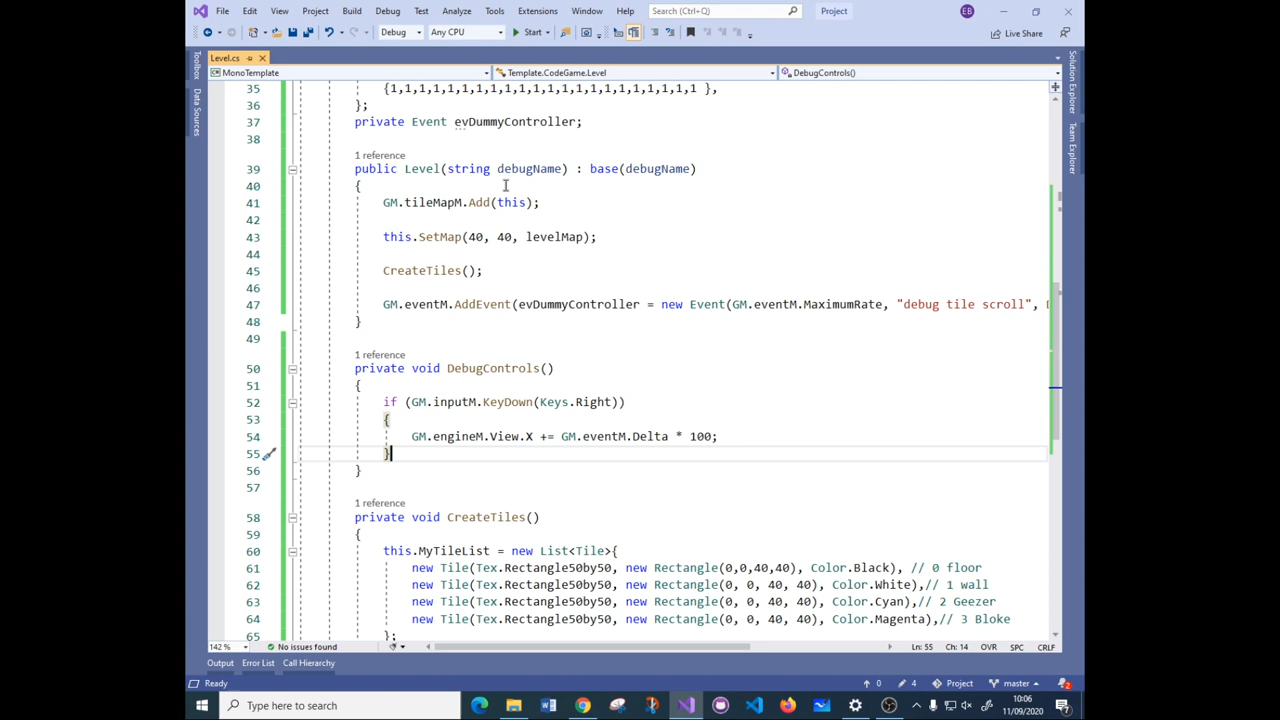 File Edit View Project Build Debug Test Analyze Tools Extensions Window Help Search (Ctrl+Q) Project EB
Debug Any CPU Start Live Share
Level.cs
MonoTemplate Template.CodeGame.Level DebugControls()
Toolbox
Data Sources
Solution Explorer
Team Explorer
35 {1,1,1,1,1,1,1,1,1,1,1,1,1,1,1,1,1,1,1,1,1,1 },
36 };
37 private Event evDummyController;
38
1 reference
39 public Level(string debugName) : base(debugName)
40 {
41 GM.tileMapM.Add(this);
42
43 this.SetMap(40, 40, levelMap);
44
45 CreateTiles();
46
47 GM.eventM.AddEvent(evDummyController = new Event(GM.eventM.MaximumRate, "debug tile scroll",
48 }
49
1 reference
50 private void DebugControls()
51 {
52 if (GM.inputM.KeyDown(Keys.Right))
53 {
54 GM.engineM.View.X += GM.eventM.Delta * 100;
55 }
56 }
57
1 reference
58 private void CreateTiles()
59 {
60 this.MyTileList = new List<Tile>{
61 new Tile(Tex.Rectangle50by50, new Rectangle(0,0,40,40), Color.Black), // 0 floor
62 new Tile(Tex.Rectangle50by50, new Rectangle(0, 0, 40, 40), Color.White),// 1 wall
63 new Tile(Tex.Rectangle50by50, new Rectangle(0, 0, 40, 40), Color.Cyan),// 2 Geezer
64 new Tile(Tex.Rectangle50by50, new Rectangle(0, 0, 40, 40), Color.Magenta),// 3 Bloke
65 };
142 % No issues found Ln: 55 Ch: 14 OVR SPC CRLF
Output Error List Call Hierarchy
Ready 0 4 Project master 2
Type here to search 10:06
11/09/2020